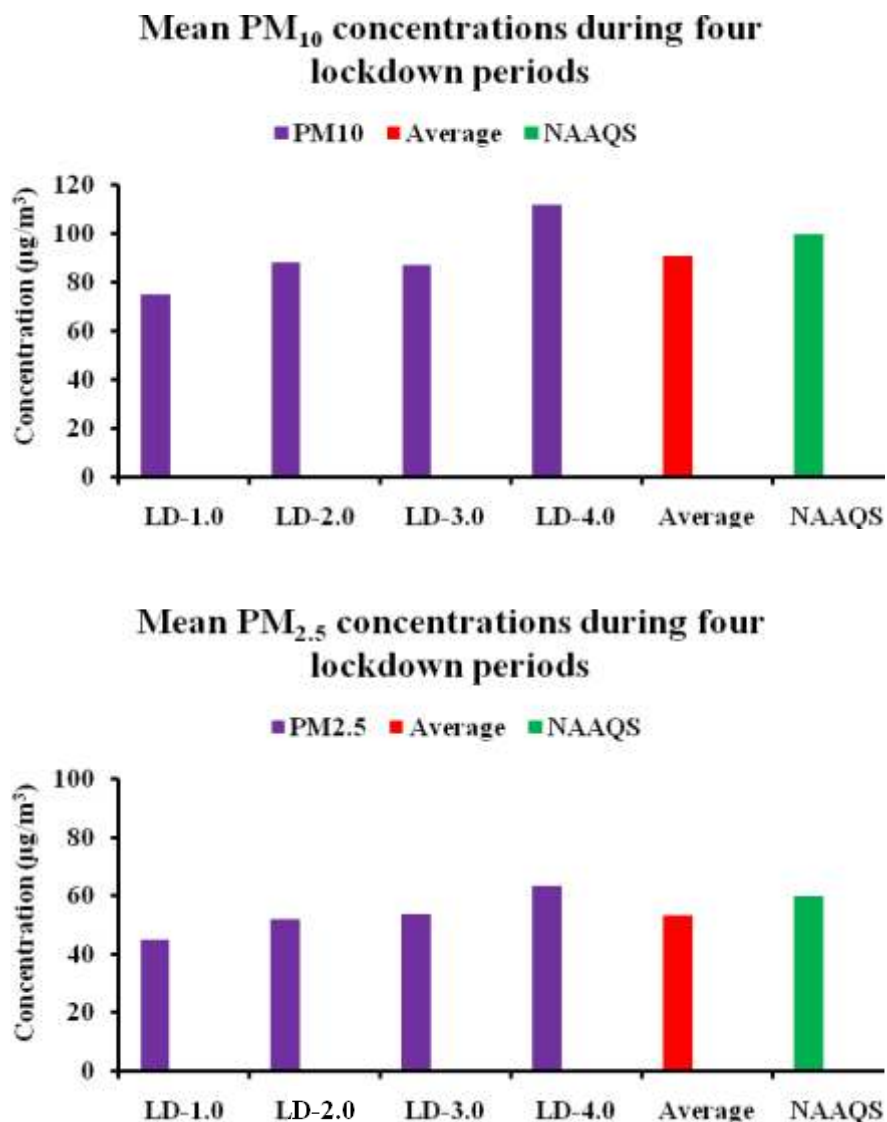 Mean PM₁₀ concentrations during four
lockdown periods
PM10 Average NAAQS
Concentration (µg/m³)
120
100
80
60
40
20
0
LD-1.0 LD-2.0 LD-3.0 LD-4.0 Average NAAQS
Mean PM₂.₅ concentrations during four
lockdown periods
PM2.5 Average NAAQS
Concentration (µg/m³)
100
80
60
40
20
0
LD-1.0 LD-2.0 LD-3.0 LD-4.0 Average NAAQS